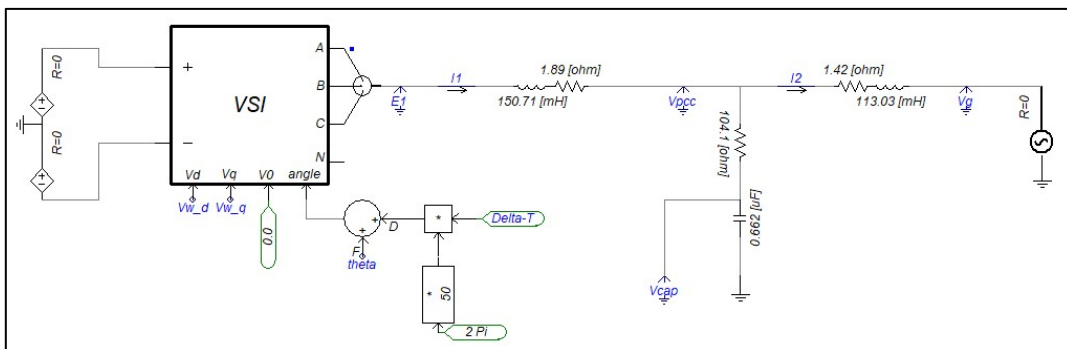 R=0
R=0
+
−
VSI
A
B
C
N
Vd
Vq
V0
angle
Vw_d
Vw_q
0.0
E1
I1
1.89 [ohm]
150.71 [mH]
Vpcc
I2
1.42 [ohm]
113.03 [mH]
Vg
R=0
104.1 [ohm]
0.662 [uF]
Vcap
+
+
D
F
theta
*
Delta-T
*
50
2 Pi